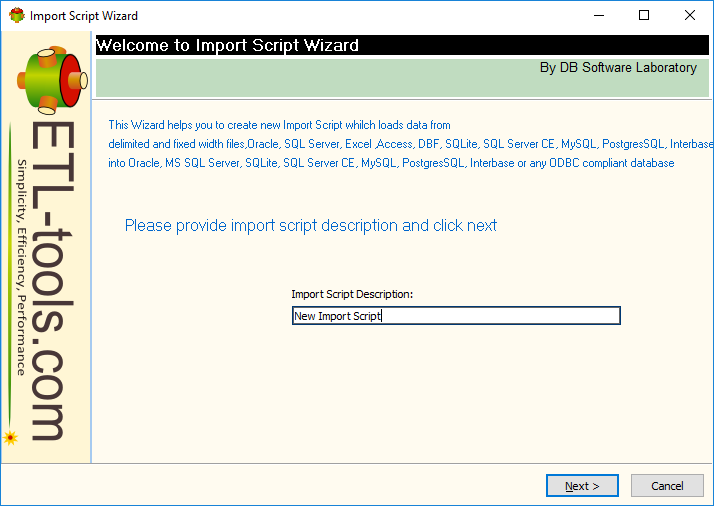 Import Script Wizard
Welcome to Import Script Wizard
By DB Software Laboratory
ETL-tools.com
Simplicity, Efficiency, Performance
This Wizard helps you to create new Import Script whilch loads data from
delimited and fixed width files,Oracle, SQL Server, Excel ,Access, DBF, SQLite, SQL Server CE, MySQL, PostgresSQL, Interbase
into Oracle, MS SQL Server, SQLite, SQL Server CE, MySQL, PostgresSQL, Interbase or any ODBC compliant database
Please provide import script description and click next
Import Script Description:
New Import Script
Next >
Cancel